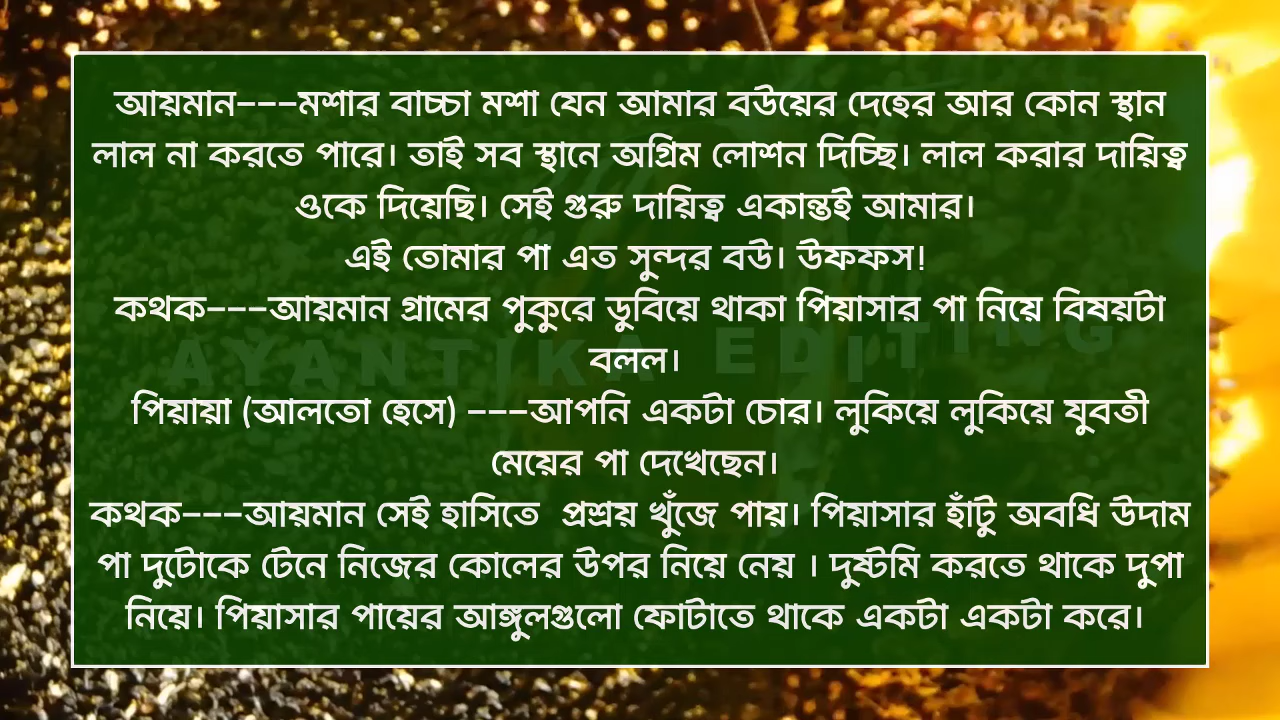 আয়মান---মশার বাচ্চা মশা যেন আমার বউয়ের দেহের আর কোন স্থান
লাল না করতে পারে। তাই সব স্থানে অগ্রিম লোশন দিচ্ছি। লাল করার দায়িত্ব
ওকে দিয়েছি। সেই গুরু দায়িত্ব একান্তই আমার।
এই তোমার পা এত সুন্দর বউ। উফফস!
কথক---আয়মান গ্রামের পুকুরে ডুবিয়ে থাকা পিয়াসার পা নিয়ে বিষয়টা
বলল।
AYANTIKA EDITING
পিয়ায়া (আলতো হেসে) ---আপনি একটা চোর। লুকিয়ে লুকিয়ে যুবতী
মেয়ের পা দেখেছেন।
কথক---আয়মান সেই হাসিতে প্রশ্রয় খুঁজে পায়। পিয়াসার হাঁটু অবধি উদাম
পা দুটোকে টেনে নিজের কোলের উপর নিয়ে নেয় । দুষ্টমি করতে থাকে দুপা
নিয়ে। পিয়াসার পায়ের আঙ্গুলগুলো ফোটাতে থাকে একটা একটা করে।